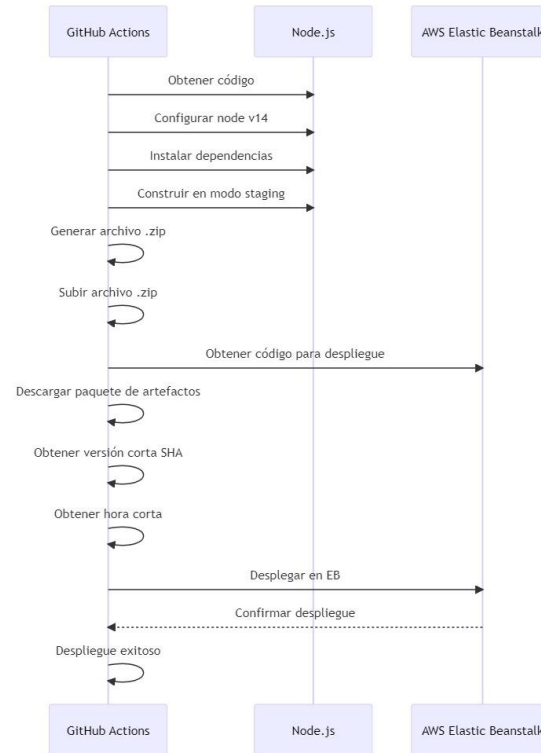 GitHub Actions
Node.js
AWS Elastic Beanstalk
Obtener código
Configurar node v14
Instalar dependencias
Construir en modo staging
Generar archivo .zip
Subir archivo .zip
Obtener código para despliegue
Descargar paquete de artefactos
Obtener versión corta SHA
Obtener hora corta
Desplegar en EB
Confirmar despliegue
Despliegue exitoso
GitHub Actions
Node.js
AWS Elastic Beanstalk